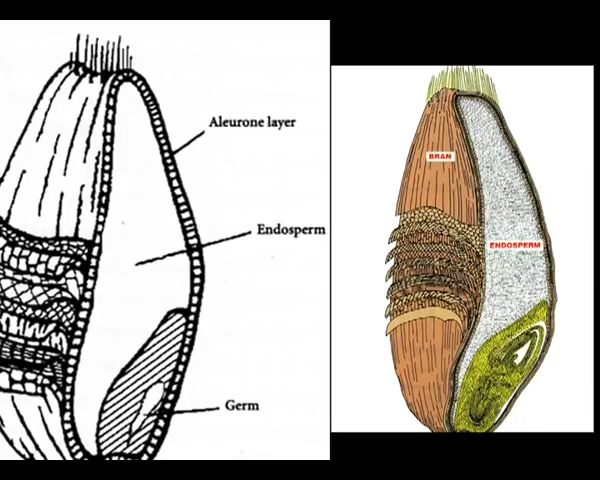 Aleurone layer
Endosperm
Germ
BRAN
ENDOSPERM